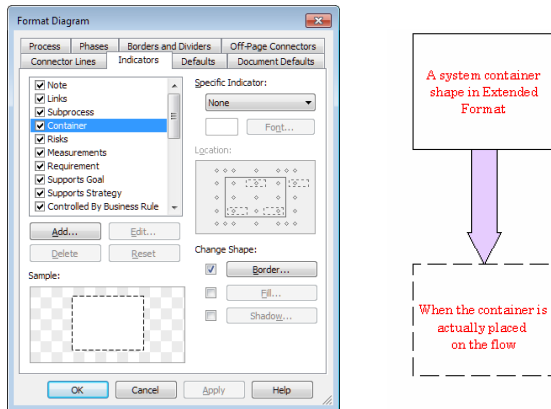 Format Diagram
Process Phases Borders and Dividers Off-Page Connectors
Connector Lines Indicators Defaults Document Defaults
Note
Links
Subprocess
Container
Risks
Measurements
Requirement
Supports Goal
Supports Strategy
Controlled By Business Rule
Add... Edit...
Delete Reset
Sample:
Specific Indicator:
None
Font...
Location:
Change Shape:
Border...
Fill...
Shadow...
OK Cancel Apply Help
A system container
shape in Extended
Format
When the container is
actually placed
on the flow